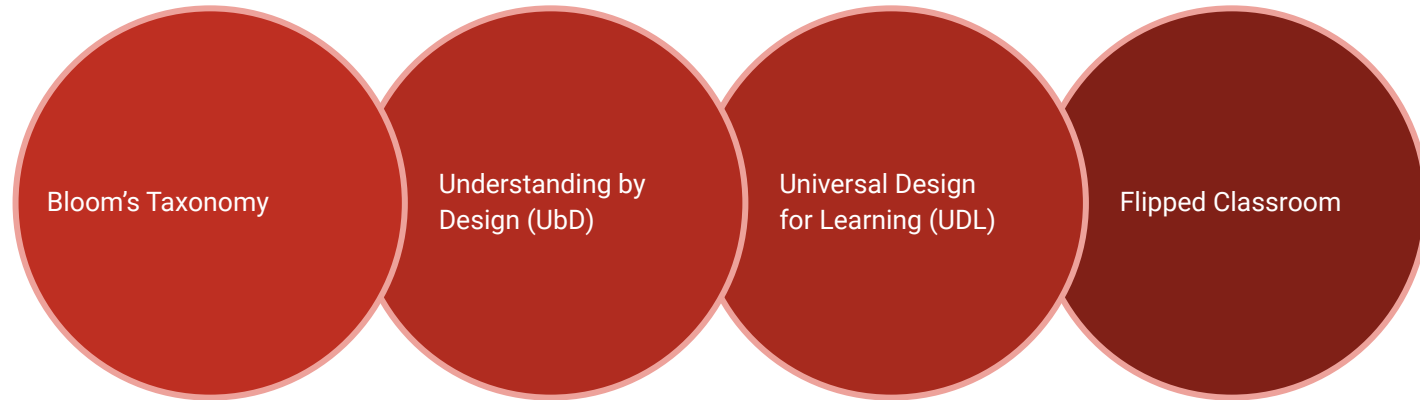 Bloom’s Taxonomy
Understanding by
Design (UbD)
Universal Design
for Learning (UDL)
Flipped Classroom